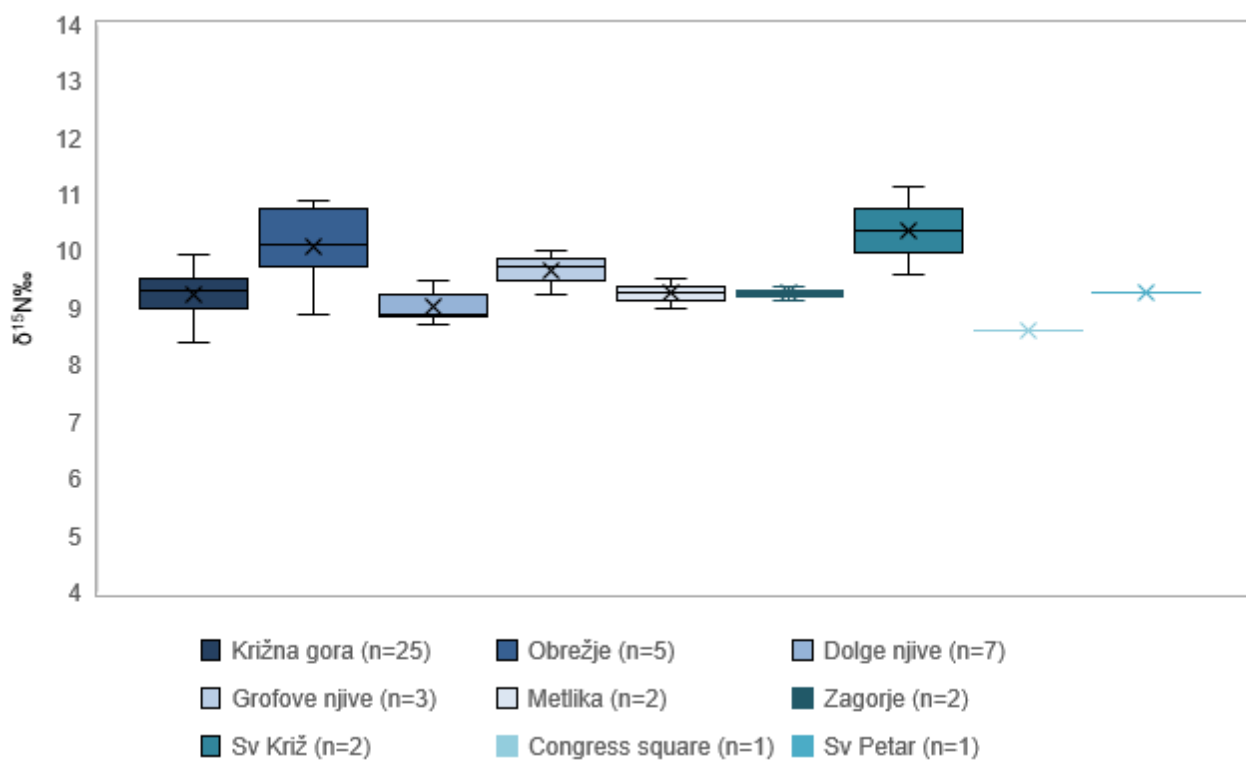 14
13
12
11
10
9
8
7
6
5
4
δ¹⁵N‰
Križna gora (n=25) Obrežje (n=5) Dolge njive (n=7)
Grofove njive (n=3) Metlika (n=2) Zagorje (n=2)
Sv Križ (n=2) Congress square (n=1) Sv Petar (n=1)